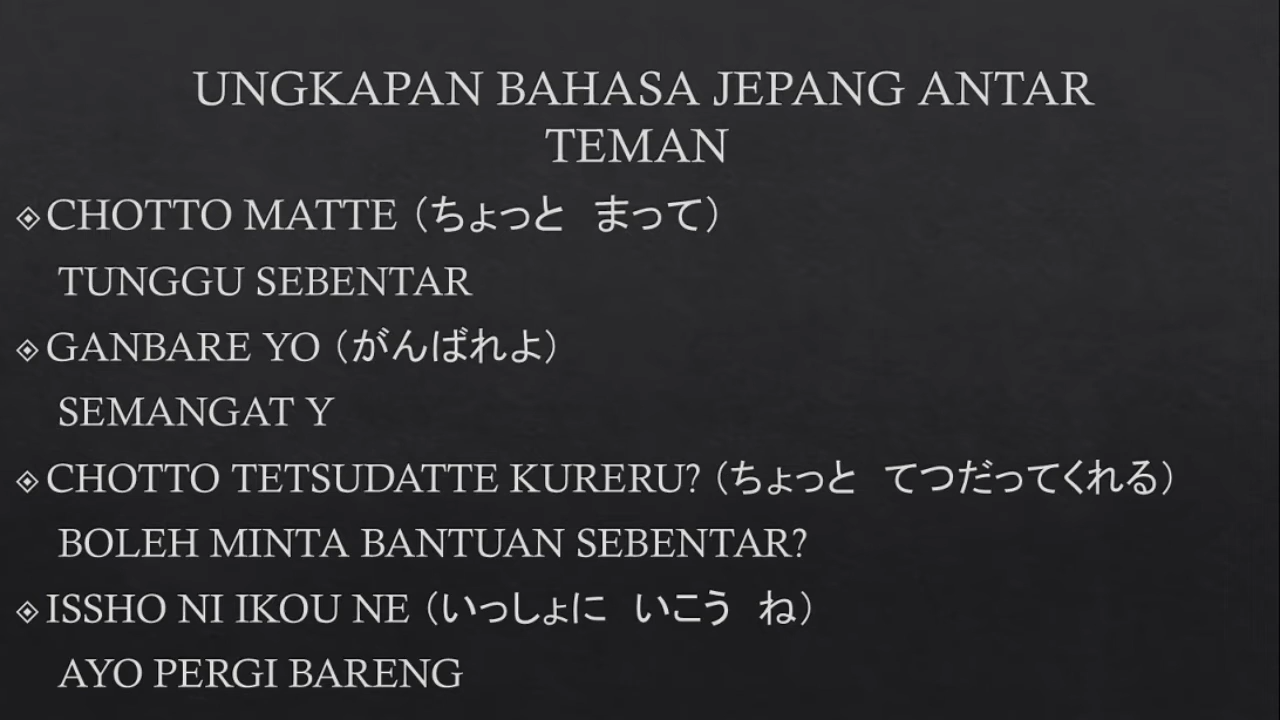 UNGKAPAN BAHASA JEPANG ANTAR
TEMAN
CHOTTO MATTE (ちょっと　まって)
TUNGGU SEBENTAR
GANBARE YO (がんばれよ)
SEMANGAT Y
CHOTTO TETSUDATTE KURERU? (ちょっと　てつだってくれる)
BOLEH MINTA BANTUAN SEBENTAR?
ISSHO NI IKOU NE (いっしょに　いこう　ね)
AYO PERGI BARENG